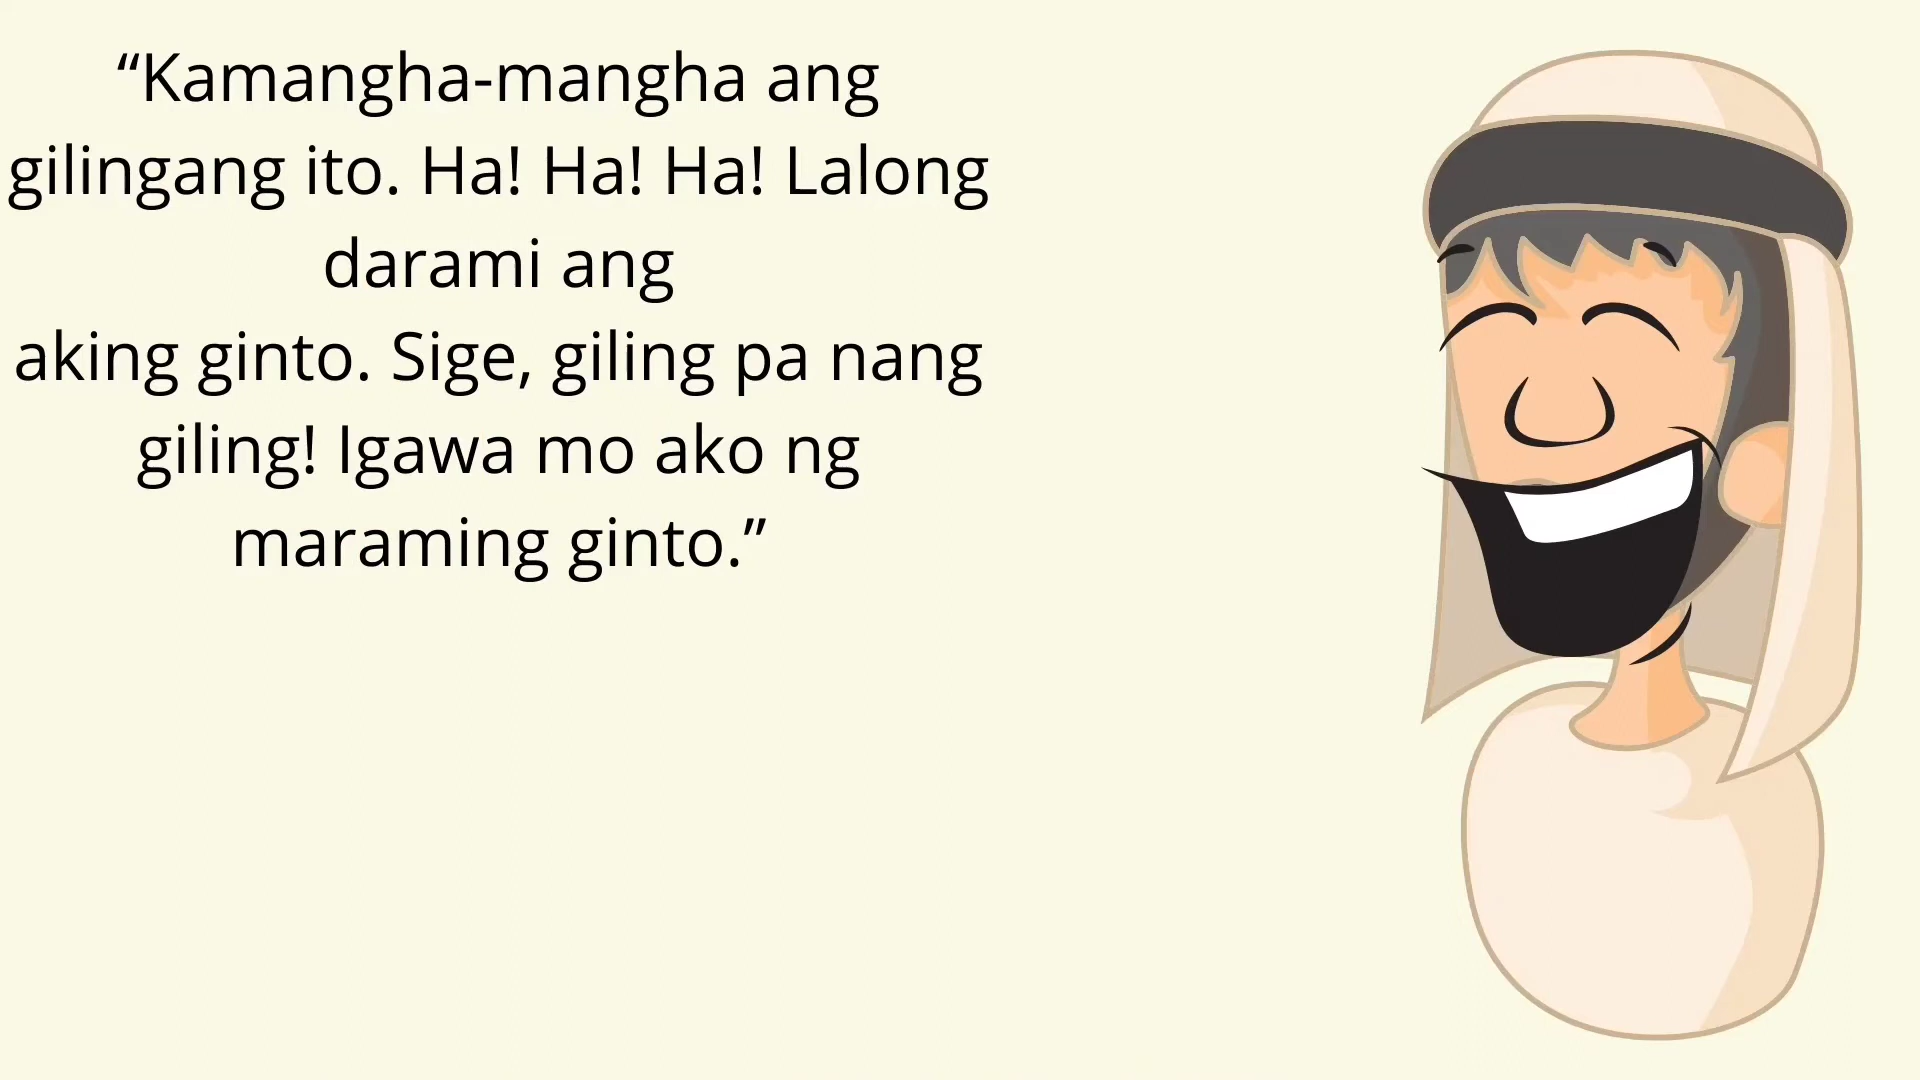 “Kamangha-mangha ang
gilingang ito. Ha! Ha! Ha! Lalong
darami ang
aking ginto. Sige, giling pa nang
giling! Igawa mo ako ng
maraming ginto.”